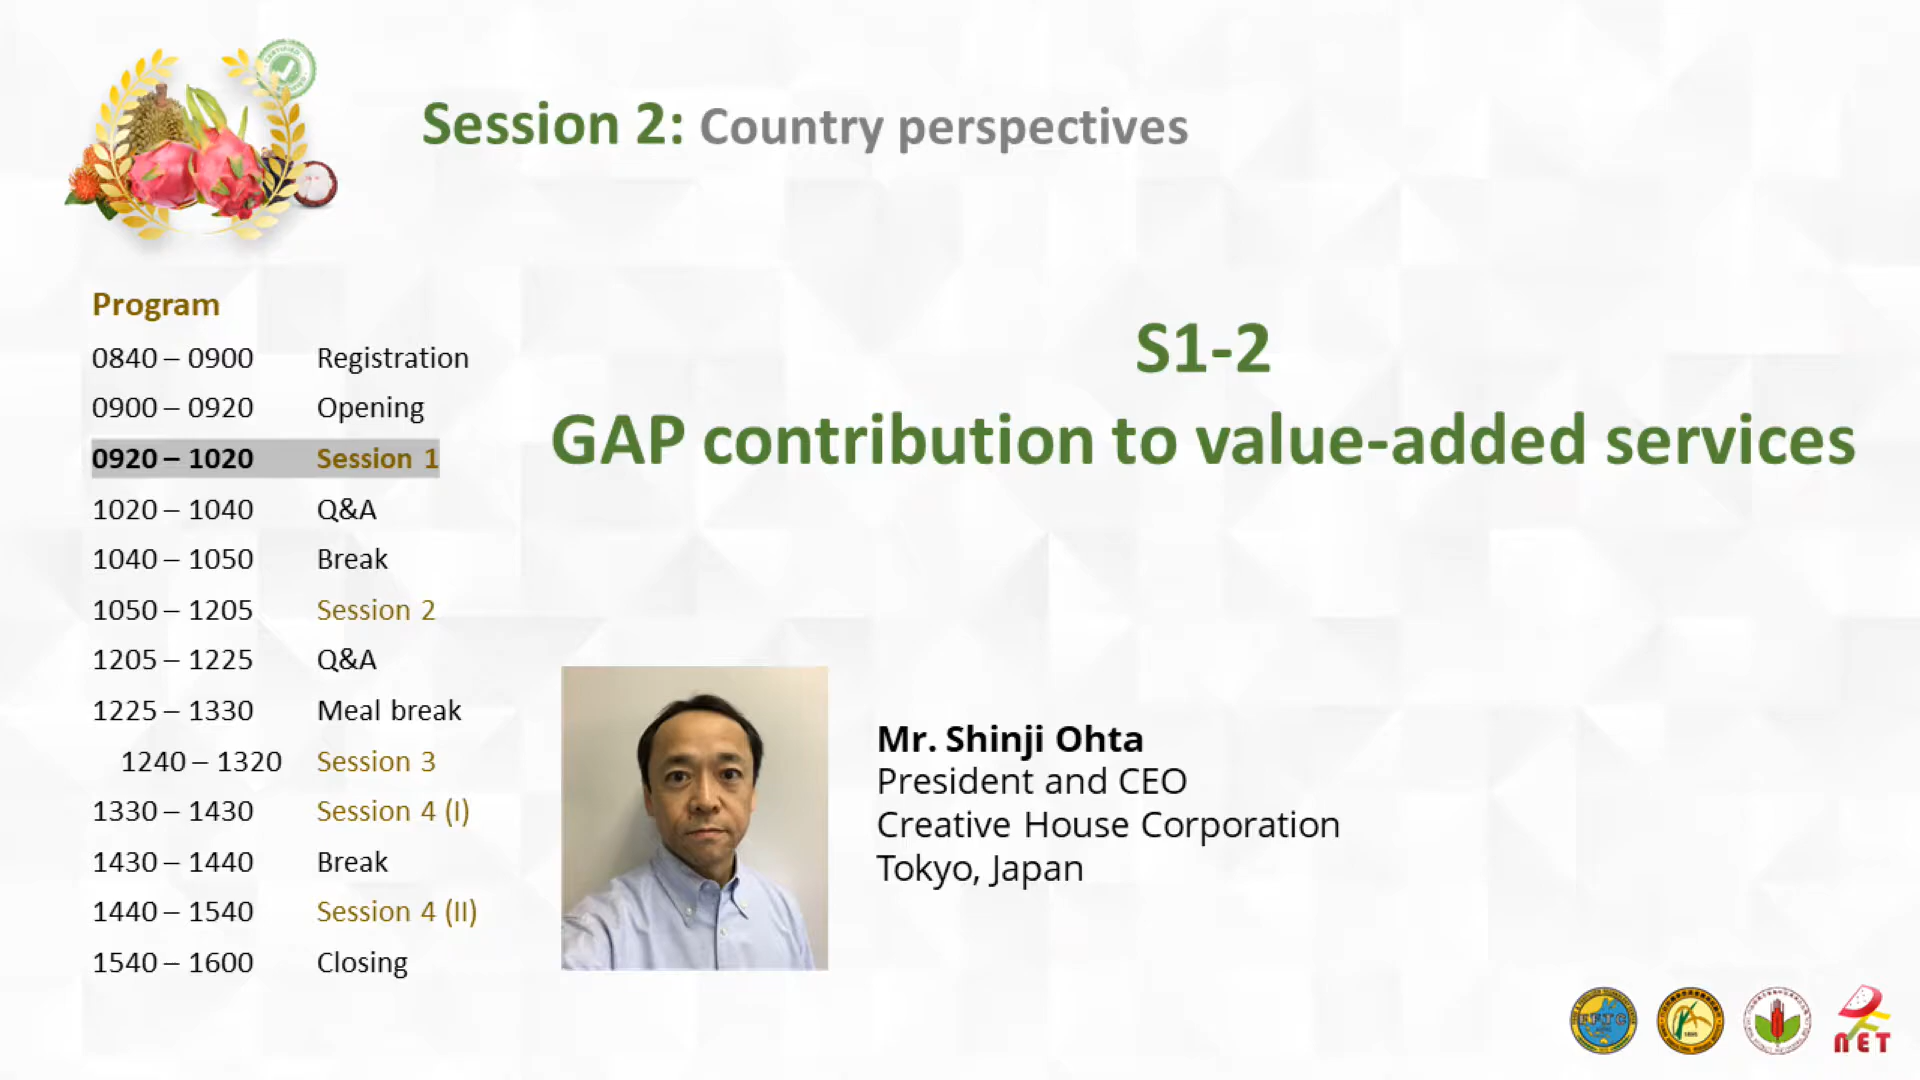 Session 2: Country perspectives
Program
0840 – 0900 Registration
0900 – 0920 Opening
0920 – 1020 Session 1
1020 – 1040 Q&A
1040 – 1050 Break
1050 – 1205 Session 2
1205 – 1225 Q&A
1225 – 1330 Meal break
1240 – 1320 Session 3
1330 – 1430 Session 4 (I)
1430 – 1440 Break
1440 – 1540 Session 4 (II)
1540 – 1600 Closing
S1-2
GAP contribution to value-added services
Mr. Shinji Ohta
President and CEO
Creative House Corporation
Tokyo, Japan
CERTIFIED
FFTC
1895
NET